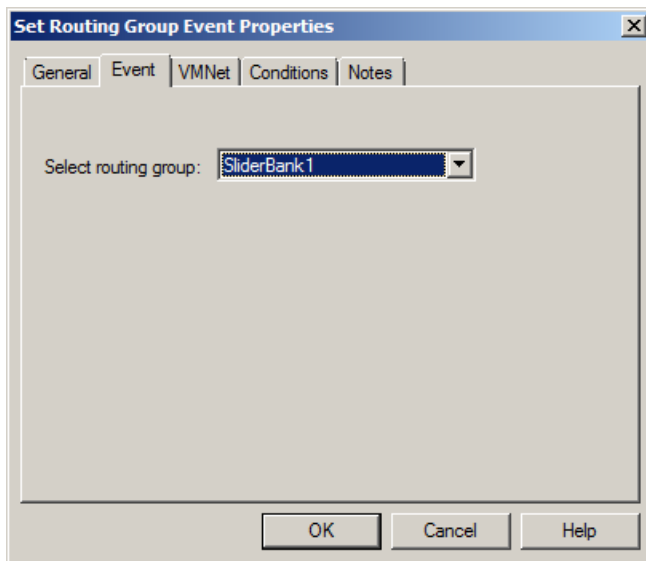 Set Routing Group Event Properties
General Event VMNet Conditions Notes
Select routing group: SliderBank1
OK Cancel Help